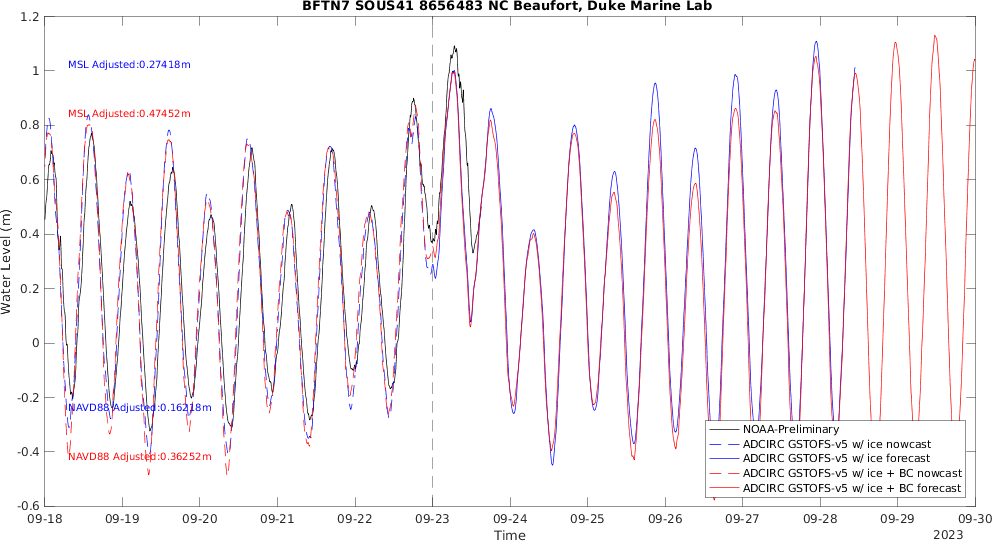 BFTN7 SOUS41 8656483 NC Beaufort, Duke Marine Lab
1.2
1
0.8
0.6
0.4
0.2
0
-0.2
-0.4
-0.6
Water Level (m)
MSL Adjusted:0.27418m
MSL Adjusted:0.47452m
NAVD88 Adjusted:0.16218m
NAVD88 Adjusted:0.36252m
NOAA-Preliminary
ADCIRC GSTOFS-v5 w/ ice nowcast
ADCIRC GSTOFS-v5 w/ ice forecast
ADCIRC GSTOFS-v5 w/ ice + BC nowcast
ADCIRC GSTOFS-v5 w/ ice + BC forecast
09-18 09-19 09-20 09-21 09-22 09-23 09-24 09-25 09-26 09-27 09-28 09-29 09-30
Time
2023